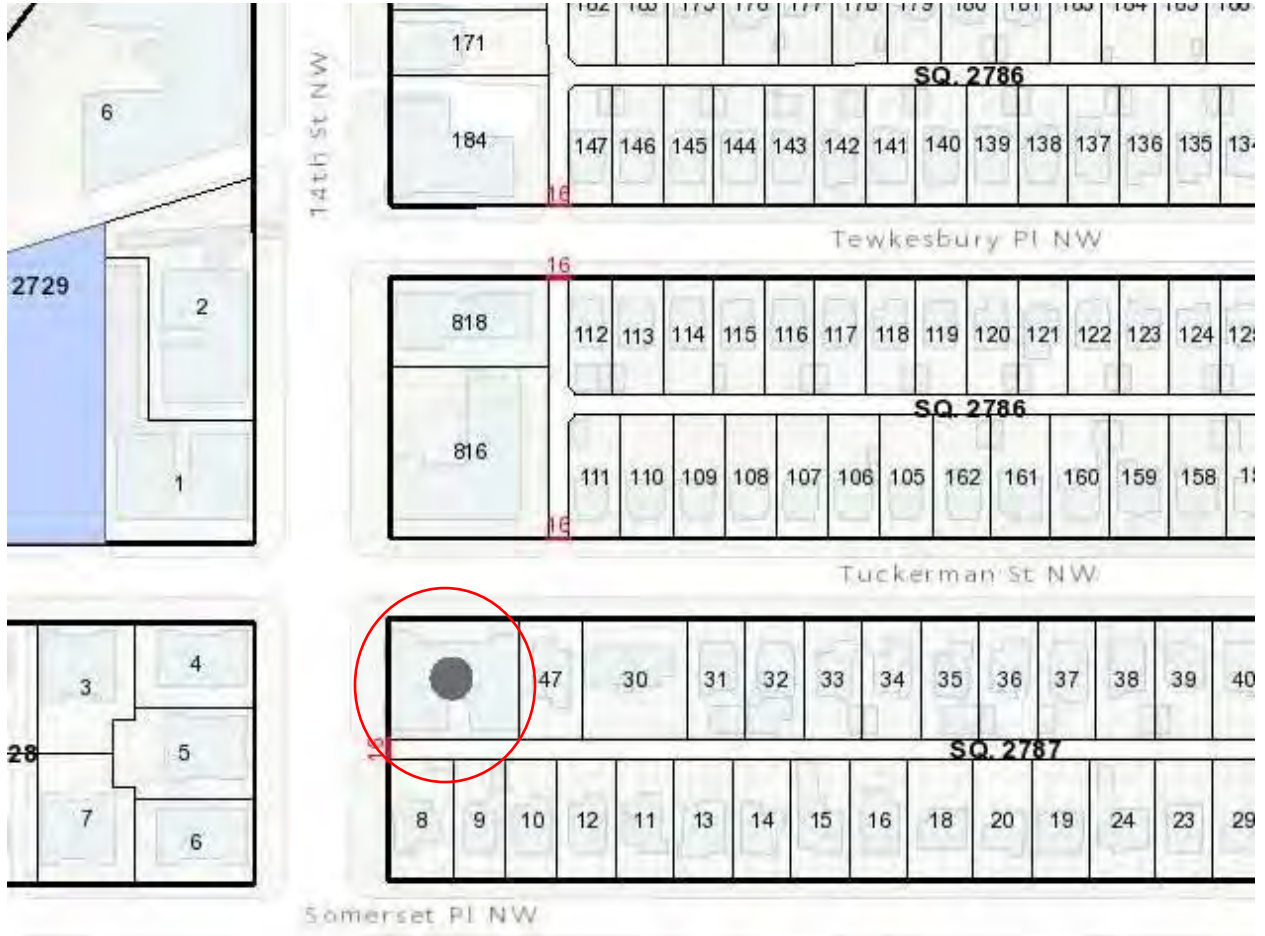 171
SQ. 2786
6
184
147 146 145 144 143 142 141 140 139 138 137 136 135
14th St NW
16
Tewkesbury Pl NW
16
2729
2
818
112 113 114 115 116 117 118 119 120 121 122 123 124
SQ. 2786
816
1
111 110 109 108 107 106 105 162 161 160 159 158
16
Tuckerman St NW
3
4
47 30 31 32 33 34 35 36 37 38 39 40
28
5
SQ. 2787
7
6
8 9 10 12 11 13 14 15 16 18 20 19 24 23 29
Somerset Pl NW